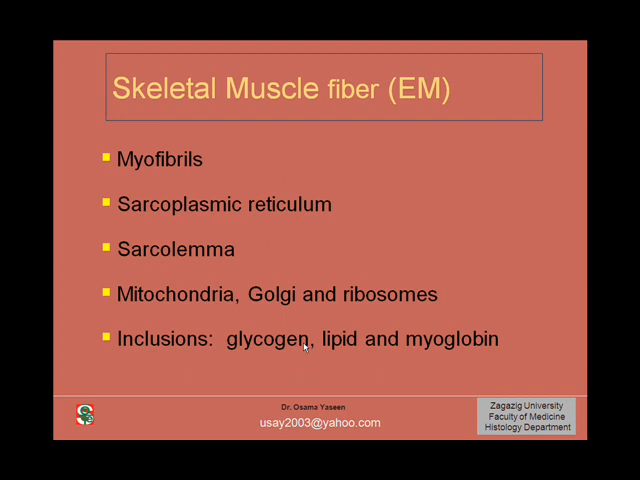 Skeletal Muscle fiber (EM)
Myofibrils
Sarcoplasmic reticulum
Sarcolemma
Mitochondria, Golgi and ribosomes
Inclusions: glycogen, lipid and myoglobin
Dr. Osama Yaseen
usay2003@yahoo.com
Zagazig University
Faculty of Medicine
Histology Department